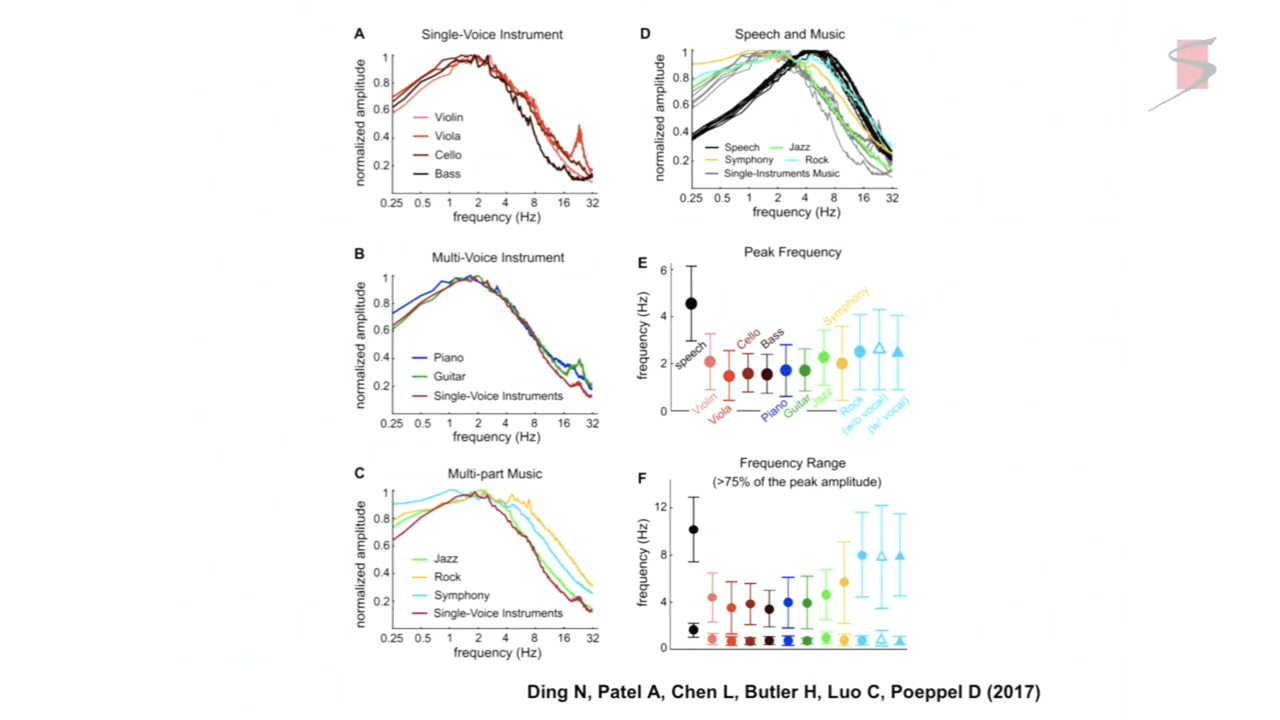 A
Single-Voice Instrument
normalized amplitude
1
0.8
0.6
0.4
0.2
Violin
Viola
Cello
Bass
0.25 0.5 1 2 4 8 16 32
frequency (Hz)
B
Multi-Voice Instrument
normalized amplitude
1
0.8
0.6
0.4
0.2
Piano
Guitar
Single-Voice Instruments
0.25 0.5 1 2 4 8 16 32
frequency (Hz)
C
Multi-part Music
normalized amplitude
1
0.8
0.6
0.4
0.2
Jazz
Rock
Symphony
Single-Voice Instruments
0.25 0.5 1 2 4 8 16 32
frequency (Hz)
D
Speech and Music
normalized amplitude
1
0.8
0.6
0.4
0.2
Speech Jazz
Symphony Rock
Single-Instruments Music
0.25 0.5 1 2 4 8 16 32
frequency (Hz)
E
Peak Frequency
frequency (Hz)
6
4
2
0
speech
Violin
Viola
Cello
Bass
Piano
Guitar
Jazz
Symphony
Rock
(w/o vocal)
(w/ vocal)
F
Frequency Range
(>75% of the peak amplitude)
frequency (Hz)
12
8
4
0
Ding N, Patel A, Chen L, Butler H, Luo C, Poeppel D (2017)